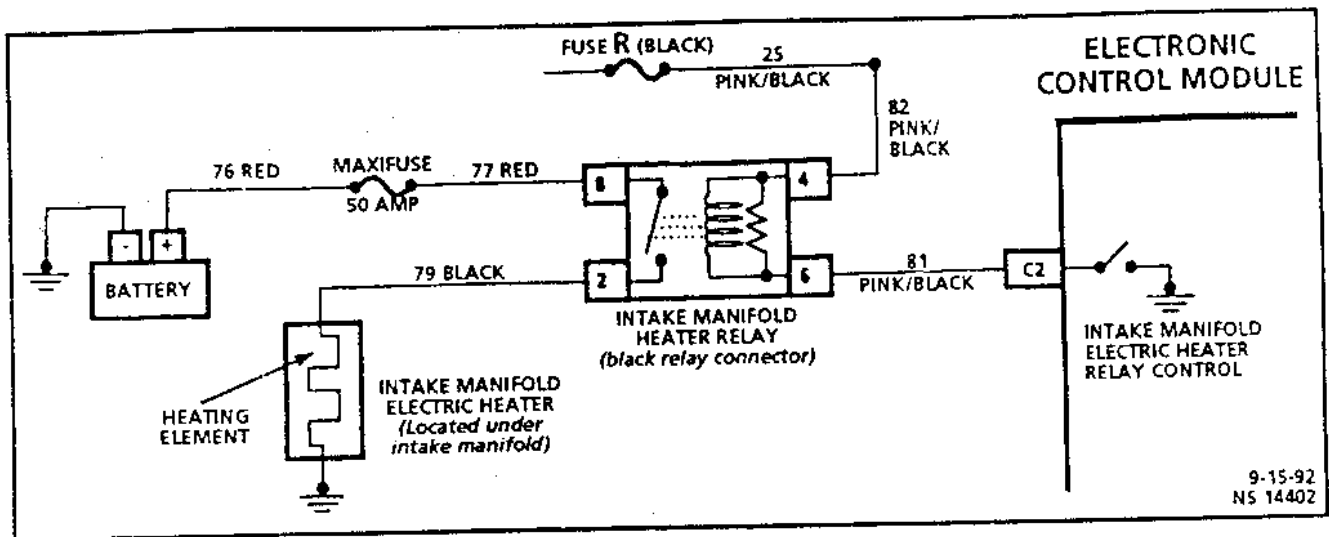 FUSE R (BLACK)
25
PINK/BLACK
ELECTRONIC
CONTROL MODULE
82
PINK/
BLACK
76 RED
MAXIFUSE
50 AMP
77 RED
8
4
- +
BATTERY
79 BLACK
2
6
81
PINK/BLACK
C2
INTAKE MANIFOLD
HEATER RELAY
(black relay connector)
INTAKE MANIFOLD
ELECTRIC HEATER
RELAY CONTROL
HEATING
ELEMENT
INTAKE MANIFOLD
ELECTRIC HEATER
(Located under
intake manifold)
9-15-92
NS 14402